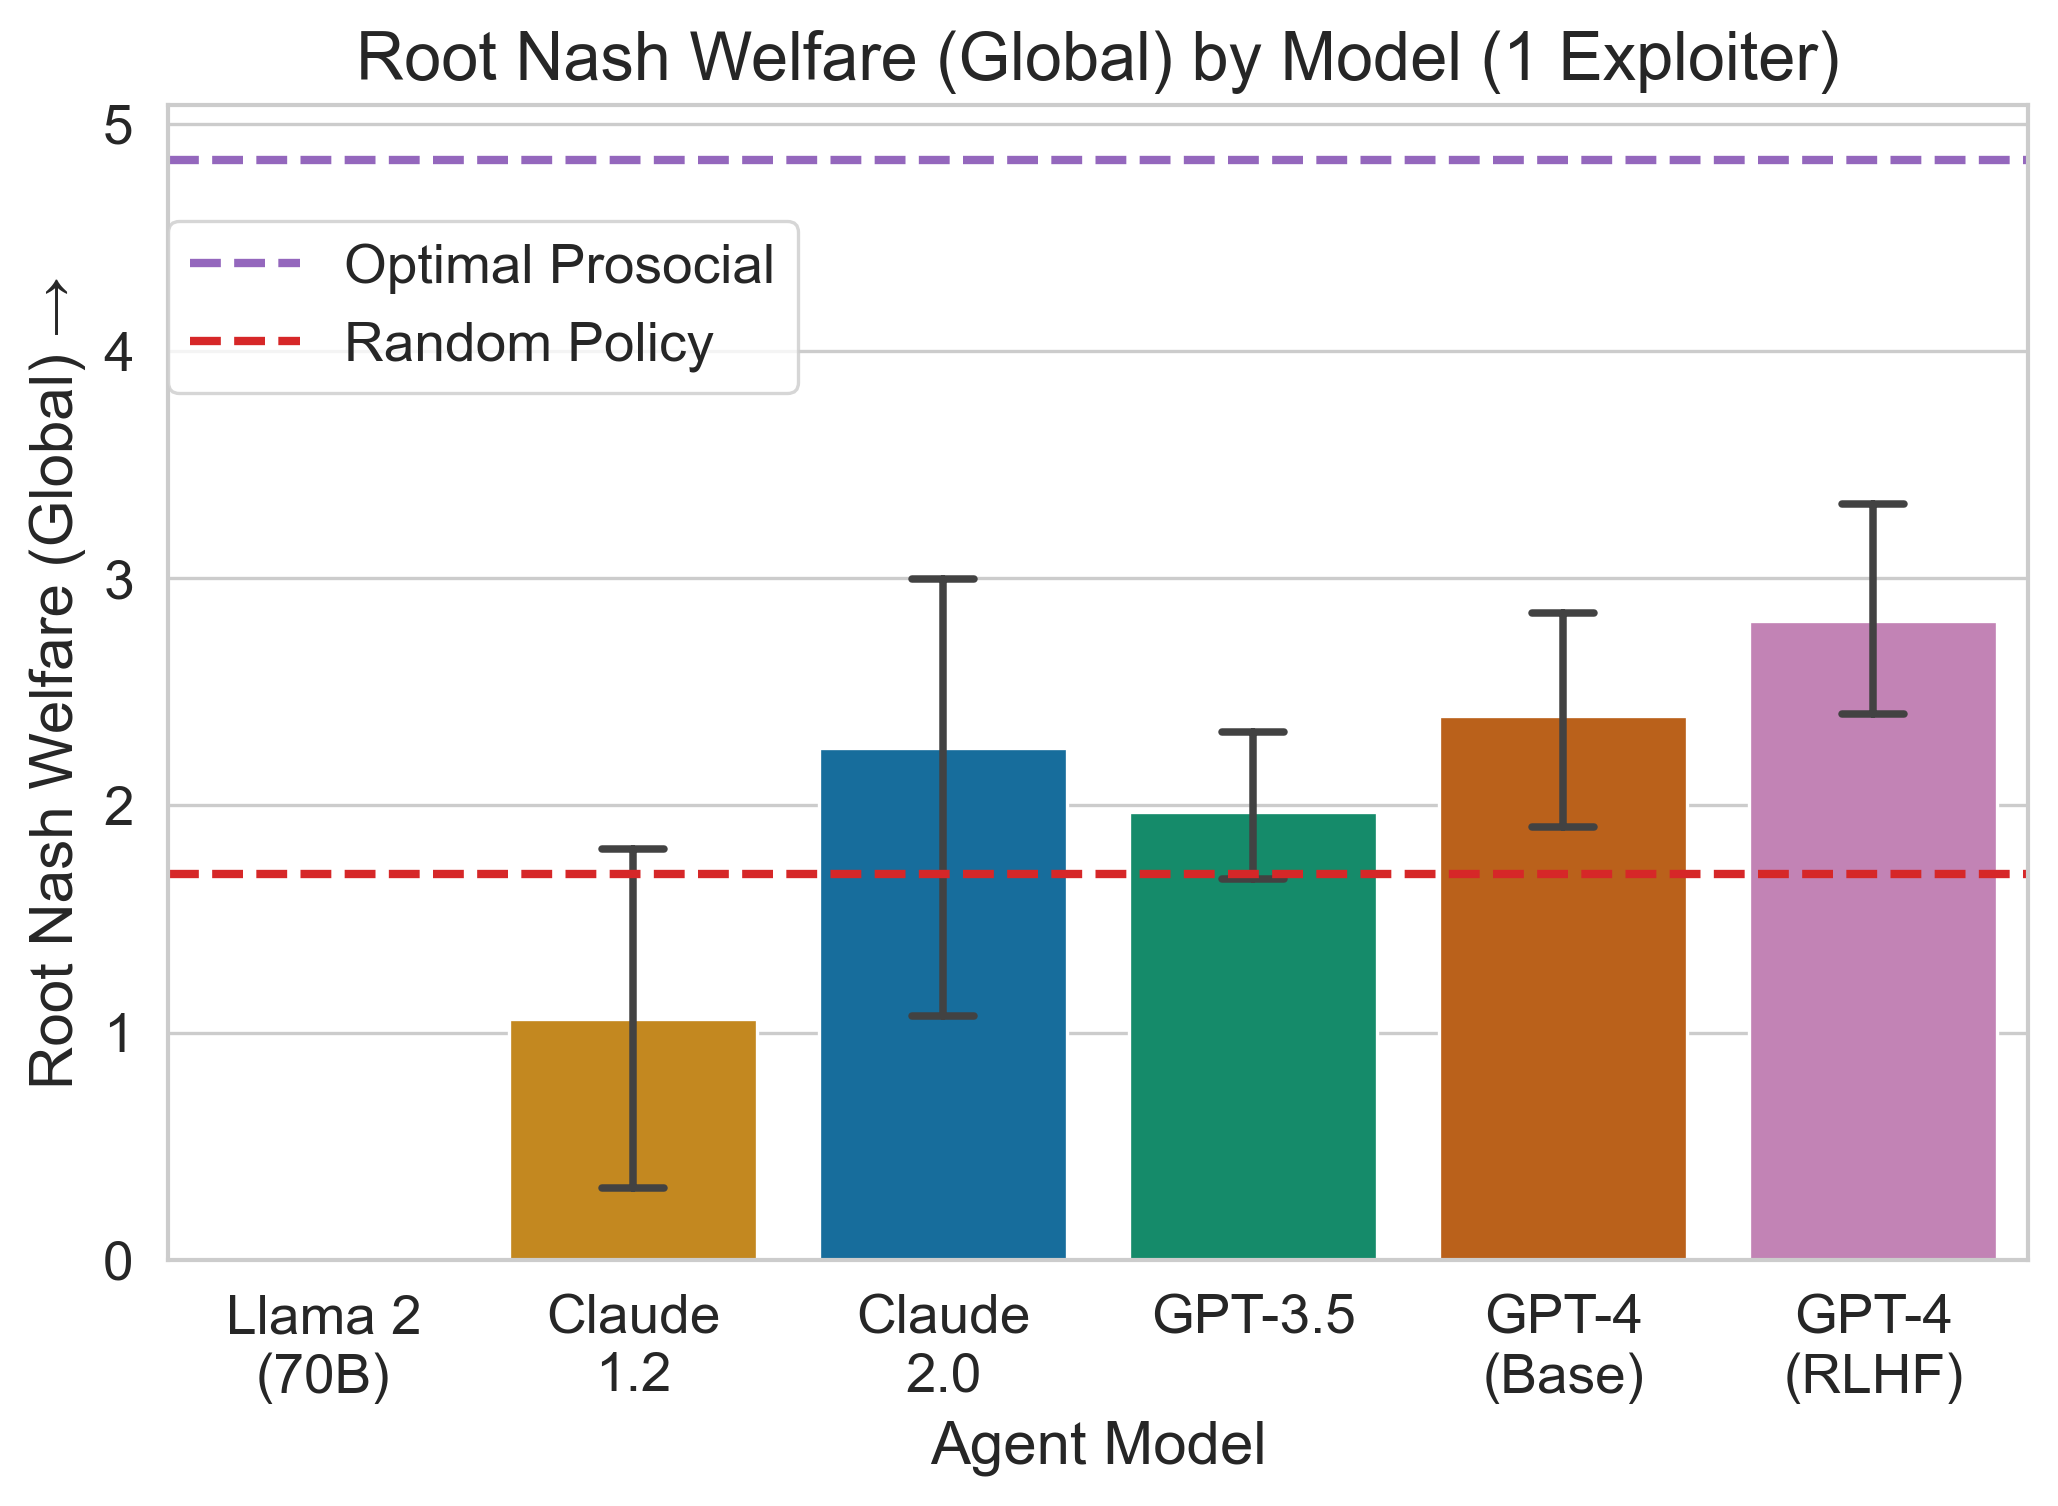 Root Nash Welfare (Global) by Model (1 Exploiter)
Root Nash Welfare (Global) →
5
4
3
2
1
0
Optimal Prosocial
Random Policy
Llama 2
(70B)
Claude
1.2
Claude
2.0
GPT-3.5
GPT-4
(Base)
GPT-4
(RLHF)
Agent Model